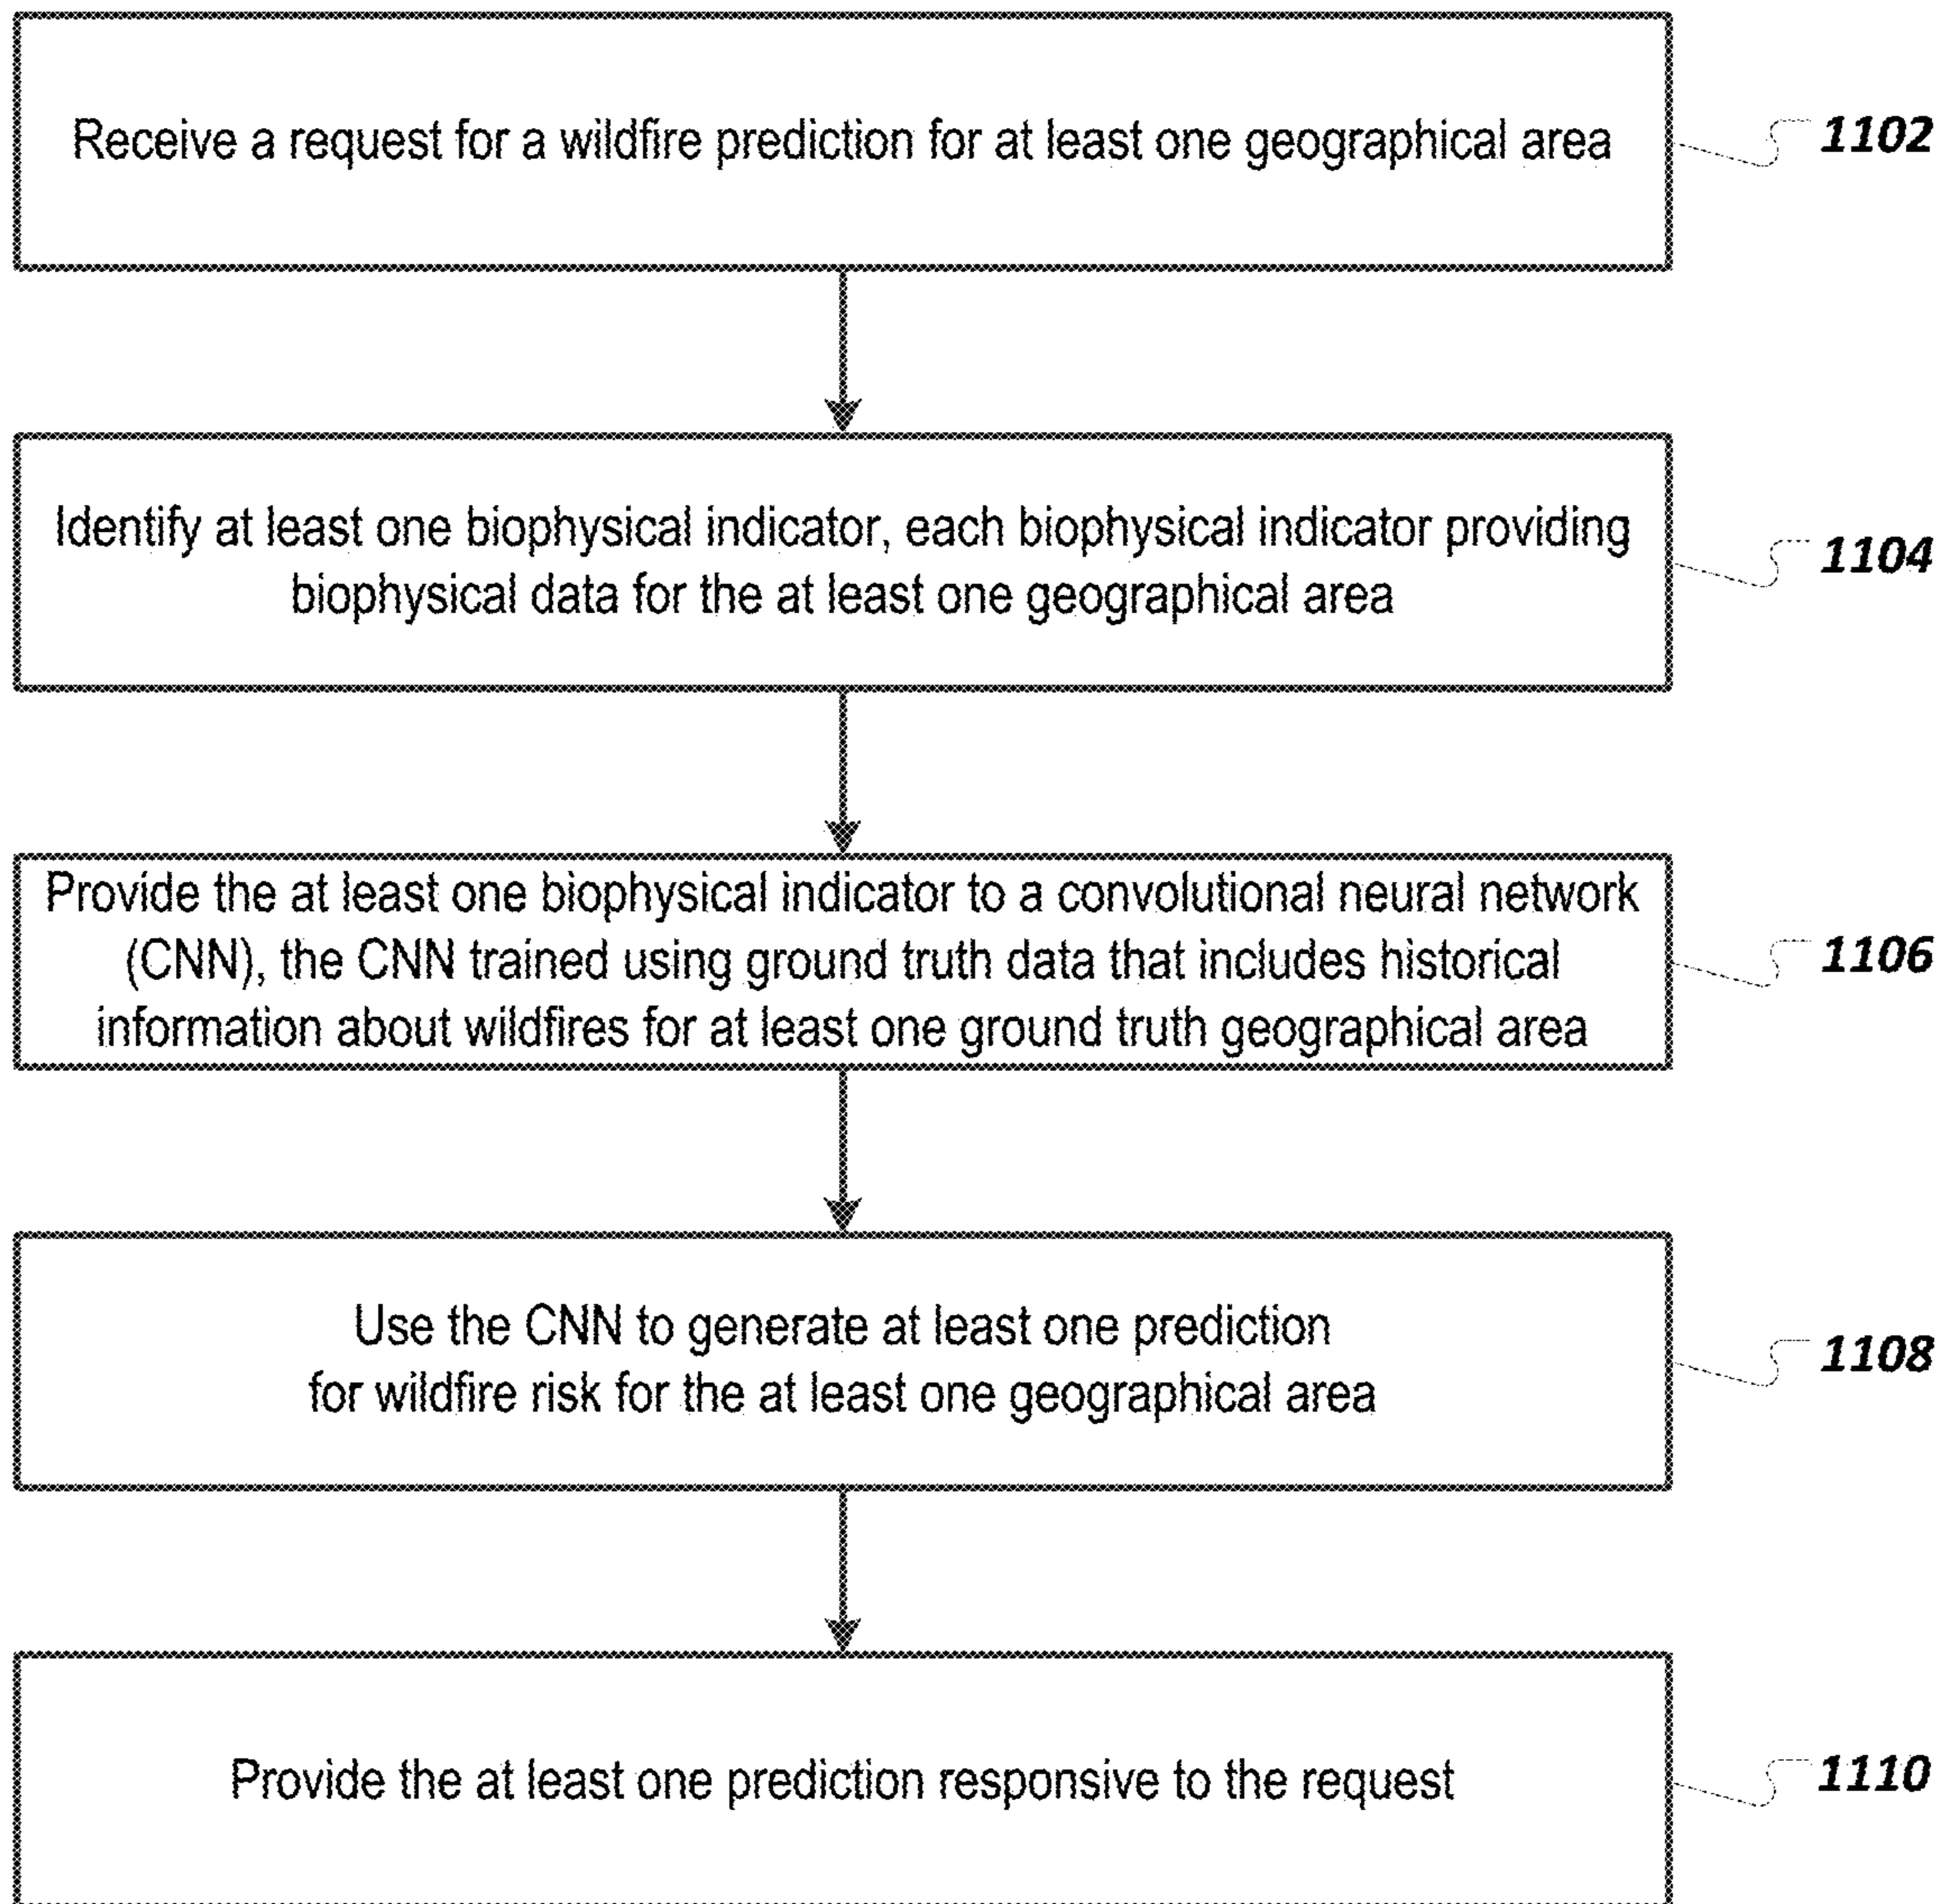 Receive a request for a wildfire prediction for at least one geographical area
1102
Identify at least one biophysical indicator, each biophysical indicator providing
biophysical data for the at least one geographical area
1104
Provide the at least one biophysical indicator to a convolutional neural network
(CNN), the CNN trained using ground truth data that includes historical
information about wildfires for at least one ground truth geographical area
1106
Use the CNN to generate at least one prediction
for wildfire risk for the at least one geographical area
1108
Provide the at least one prediction responsive to the request
1110